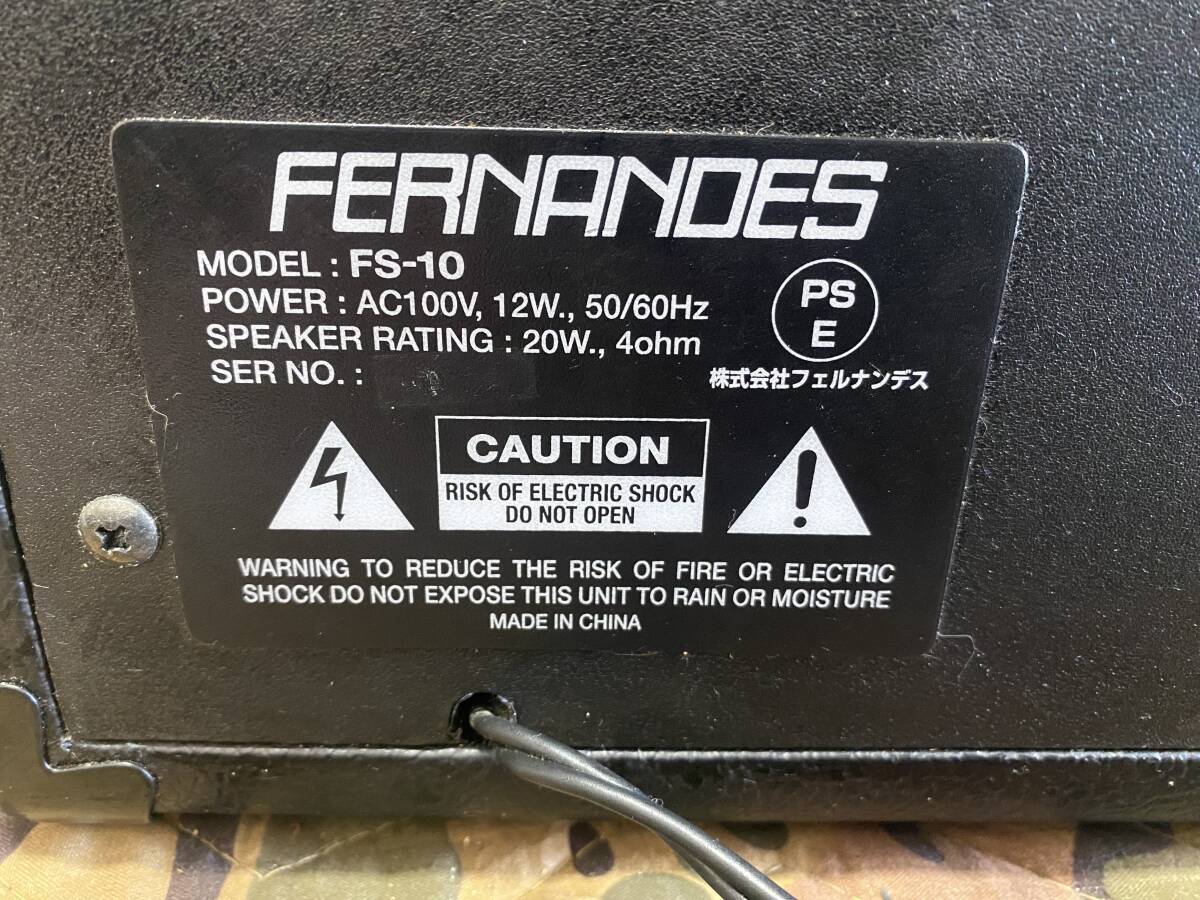 FERNANDES
MODEL : FS-10
POWER : AC100V, 12W., 50/60Hz
SPEAKER RATING : 20W., 4ohm
SER NO. :
PS
E
株式会社フェルナンデス
CAUTION
RISK OF ELECTRIC SHOCK
DO NOT OPEN
WARNING TO REDUCE THE RISK OF FIRE OR ELECTRIC
SHOCK DO NOT EXPOSE THIS UNIT TO RAIN OR MOISTURE
MADE IN CHINA